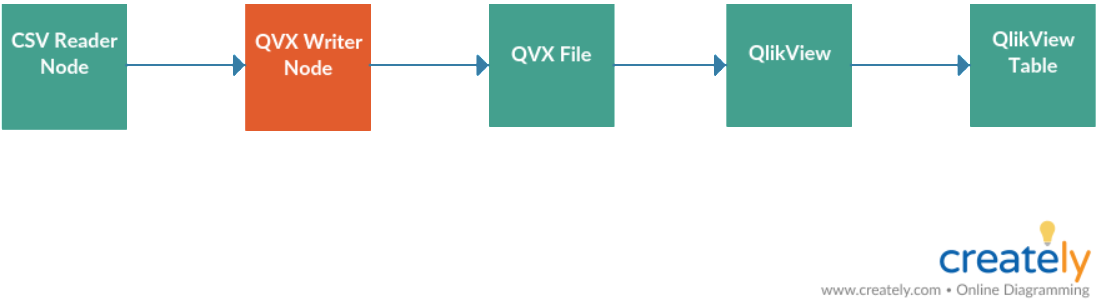 CSV Reader
Node
QVX Writer
Node
QVX File
QlikView
QlikView
Table
creately
www.creately.com • Online Diagramming